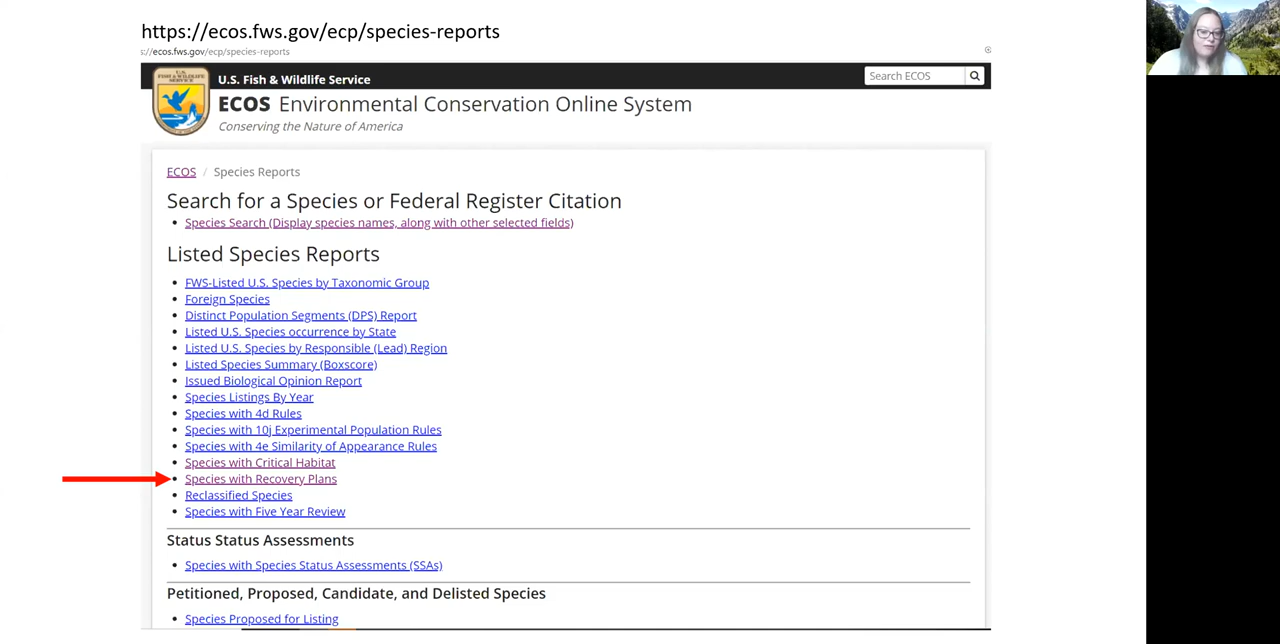 https://ecos.fws.gov/ecp/species-reports
s://ecos.fws.gov/ecp/species-reports
U.S.
FISH & WILDLIFE
SERVICE
U.S. Fish & Wildlife Service
Search ECOS
ECOS Environmental Conservation Online System
Conserving the Nature of America
ECOS / Species Reports
Search for a Species or Federal Register Citation
• Species Search (Display species names, along with other selected fields)
Listed Species Reports
• FWS-Listed U.S. Species by Taxonomic Group
• Foreign Species
• Distinct Population Segments (DPS) Report
• Listed U.S. Species occurrence by State
• Listed U.S. Species by Responsible (Lead) Region
• Listed Species Summary (Boxscore)
• Issued Biological Opinion Report
• Species Listings By Year
• Species with 4d Rules
• Species with 10j Experimental Population Rules
• Species with 4e Similarity of Appearance Rules
• Species with Critical Habitat
• Species with Recovery Plans
• Reclassified Species
• Species with Five Year Review
Status Status Assessments
• Species with Species Status Assessments (SSAs)
Petitioned, Proposed, Candidate, and Delisted Species
• Species Proposed for Listing